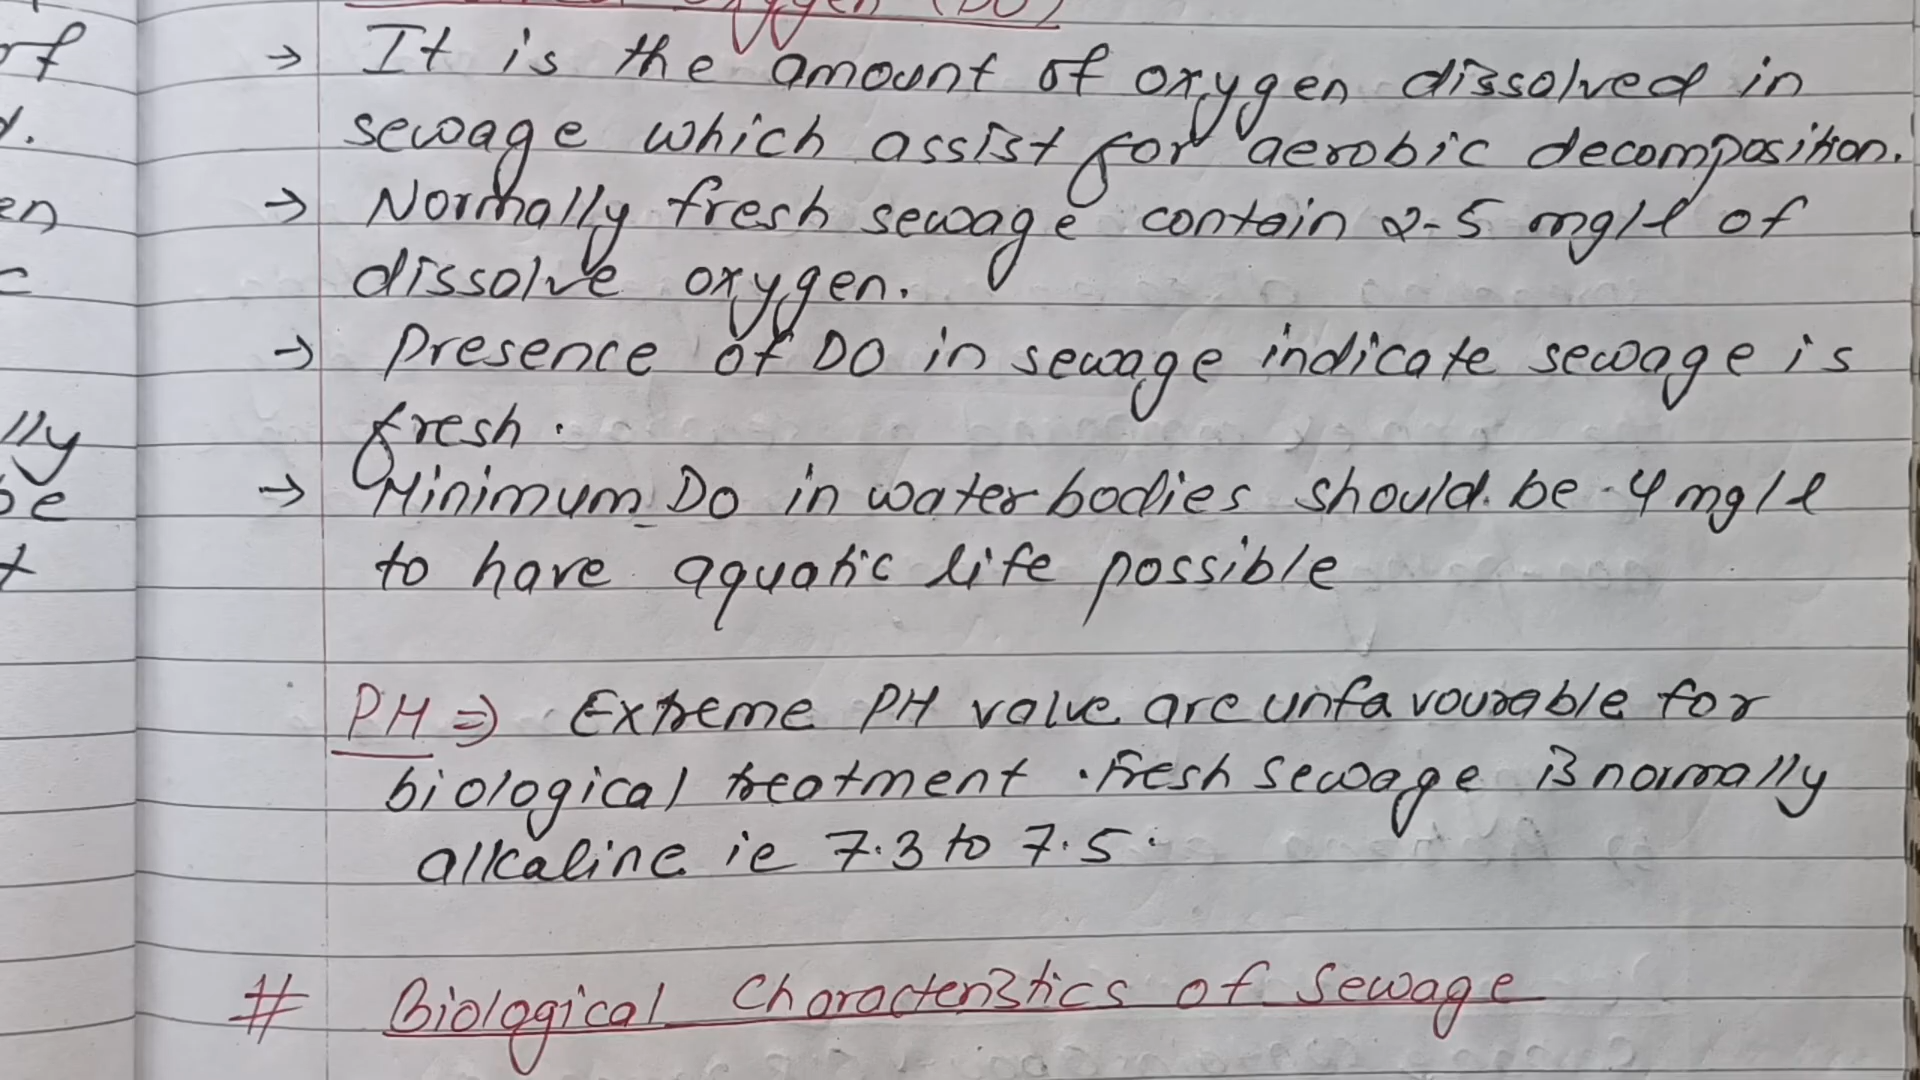 oxygen (DO)
→ It is the amount of oxygen dissolved in
sewage which assist for aerobic decomposition.
→ Normally fresh sewage contain 2-5 mg/l of
dissolve oxygen.
→ Presence of DO in sewage indicate sewage is
fresh.
→ Minimum DO in water bodies should be 4 mg/l
to have aquatic life possible
PH ⇒ Extreme PH value are unfavourable for
biological treatment. Fresh sewage is normally
alkaline ie 7.3 to 7.5.
# Biological Characteristics of Sewage